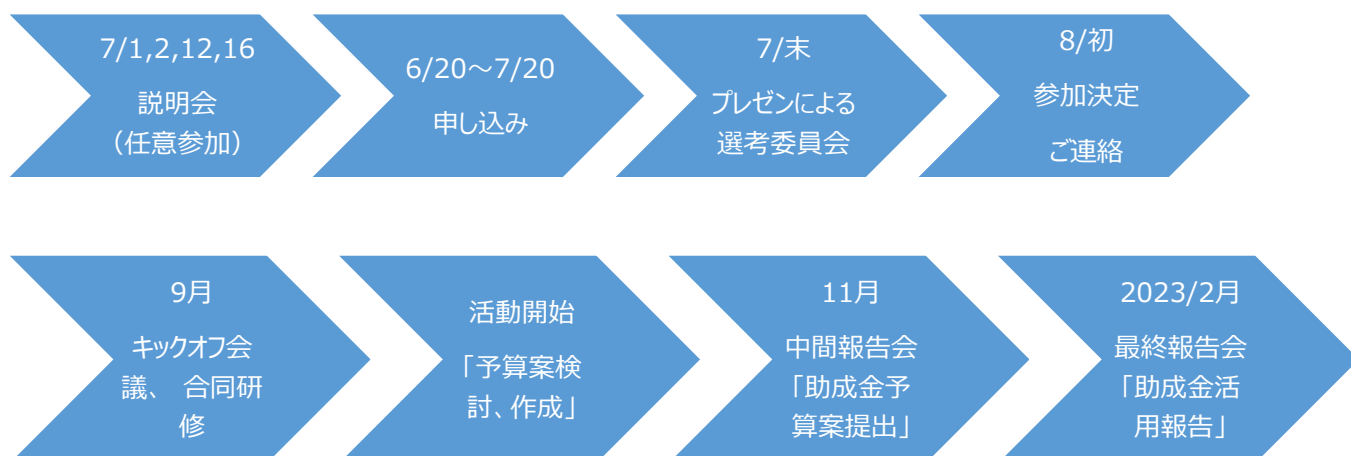 7/1,2,12,16
説明会
（任意参加）
6/20～7/20
申し込み
7/末
プレゼンによる
選考委員会
8/初
参加決定
ご連絡
9月
キックオフ会
議、 合同研
修
活動開始
「予算案検
討、作成」
11月
中間報告会
「助成金予
算案提出」
2023/2月
最終報告会
「助成金活
用報告」